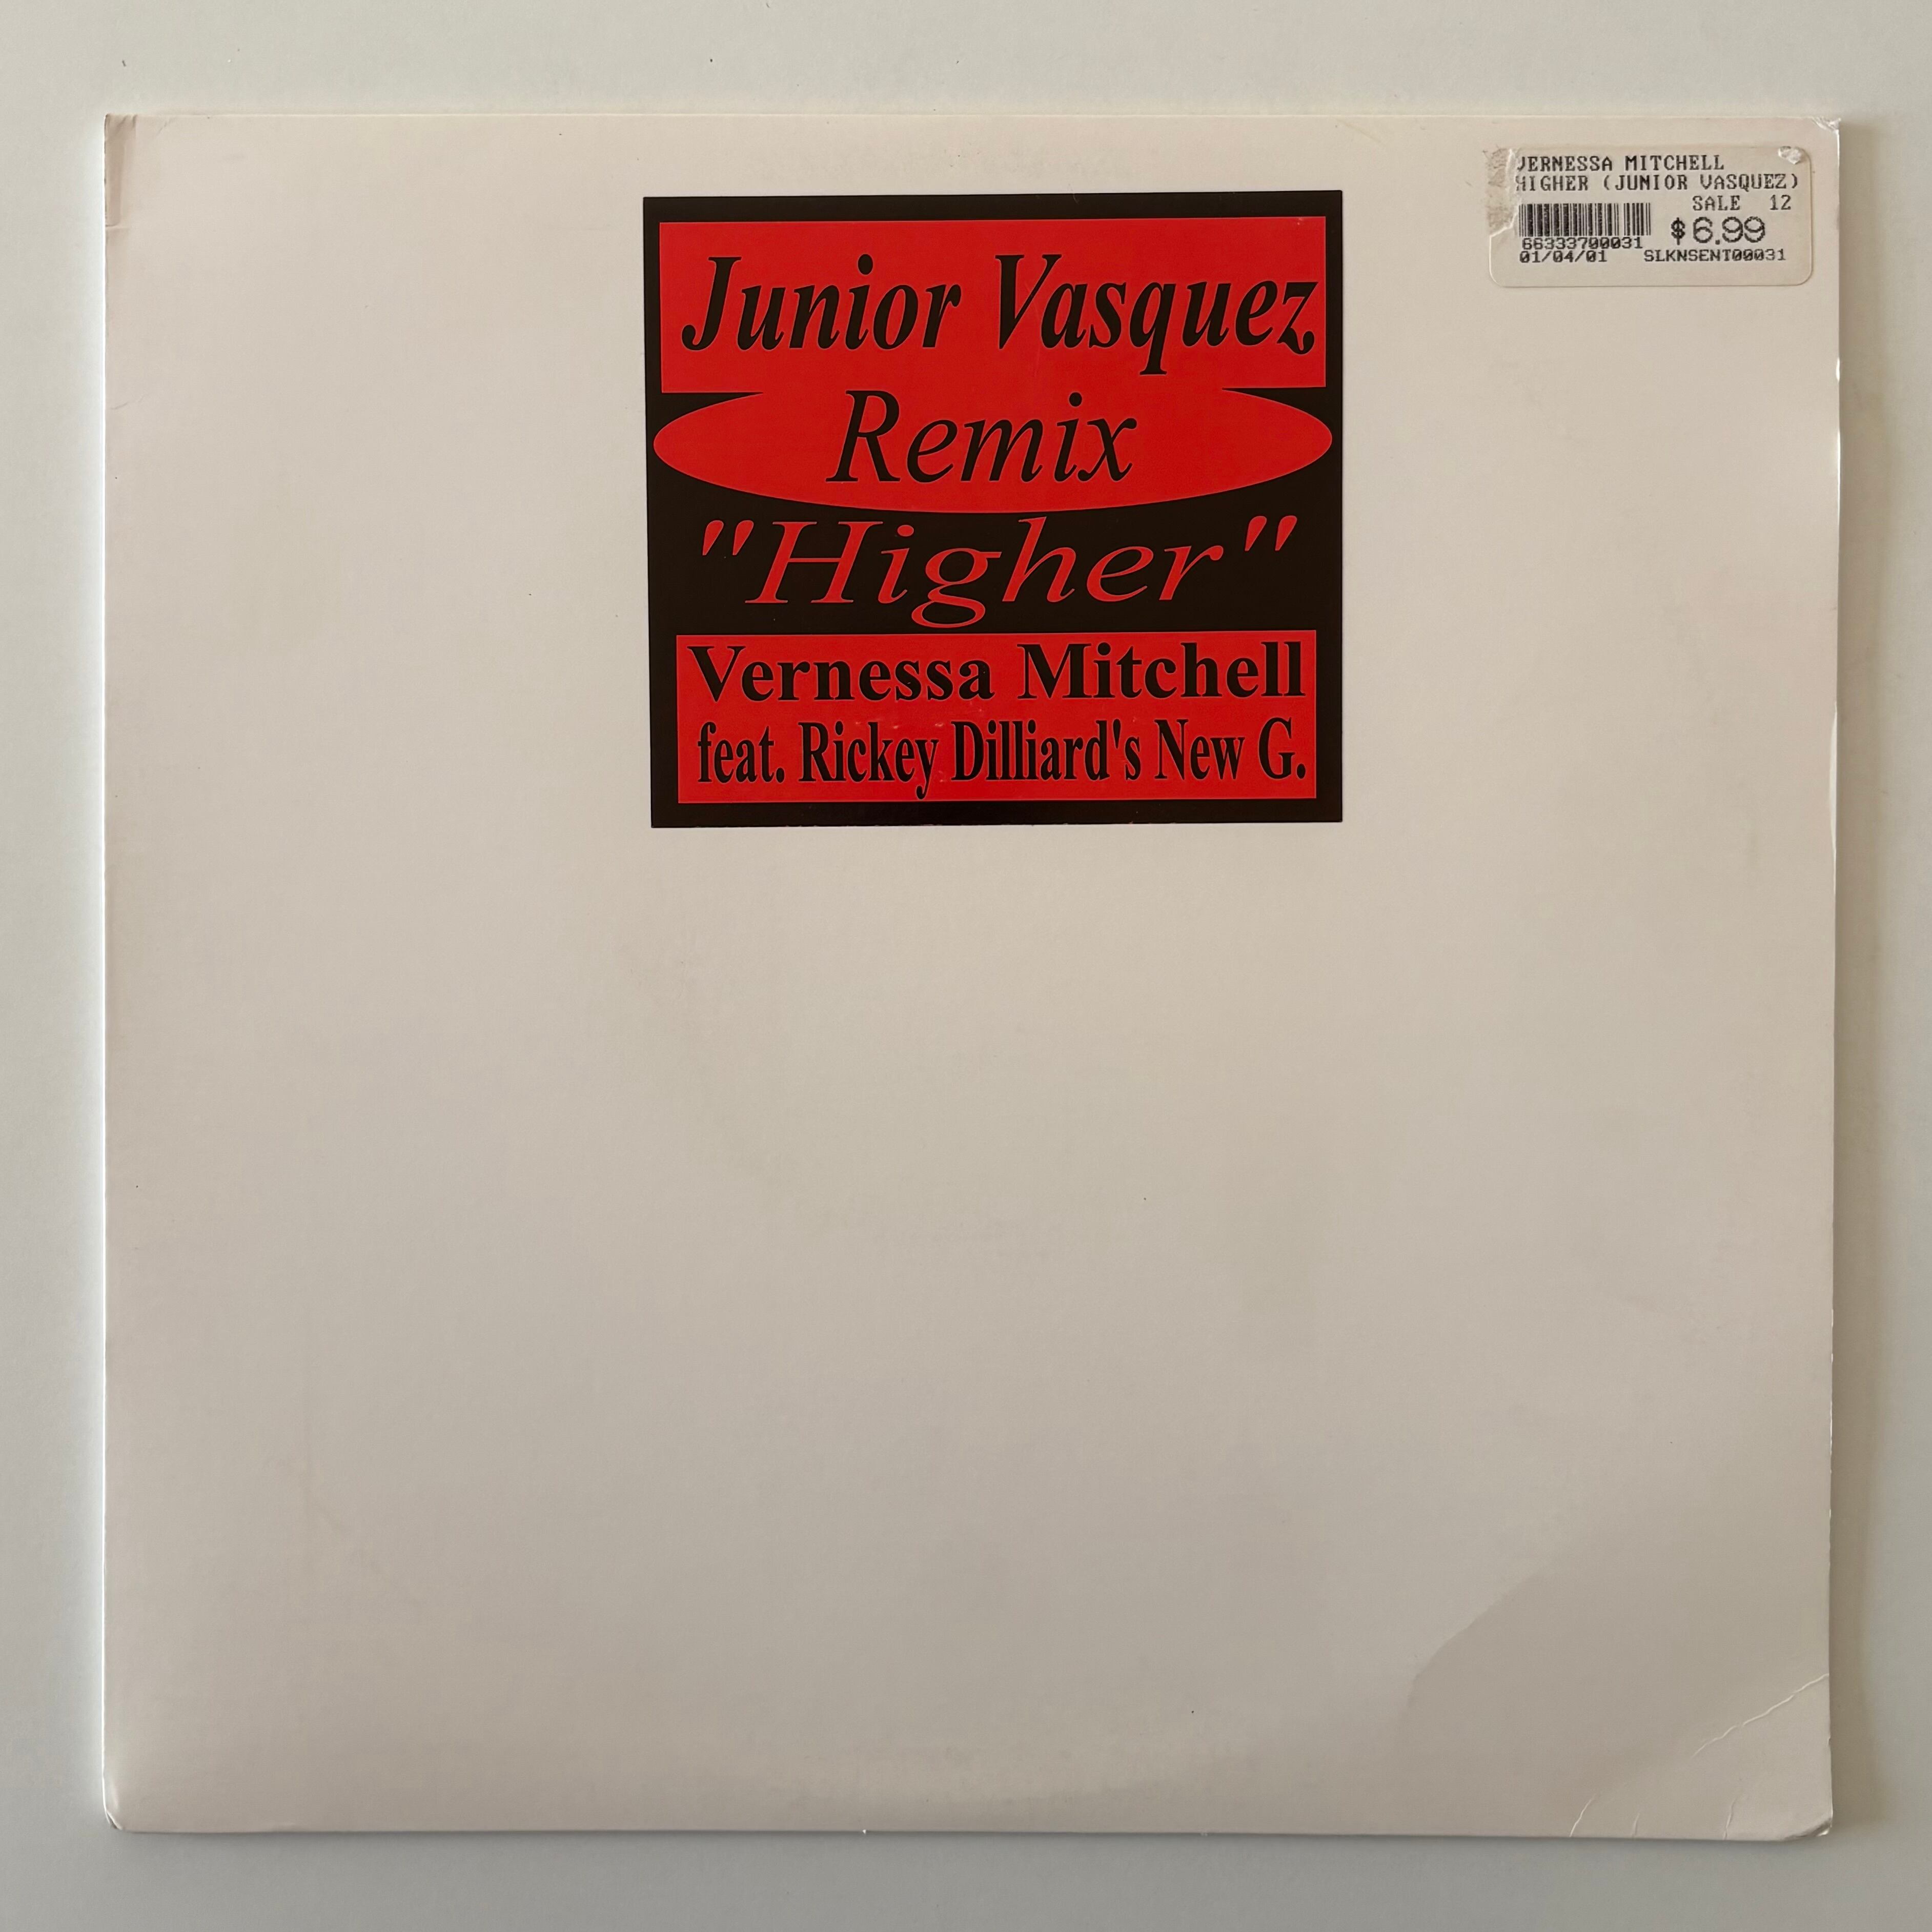 Junior Vasquez
Remix
"Higher"
Vernessa Mitchell
feat. Rickey Dilliard's New G.
VERNESSA MITCHELL
HIGHER (JUNIOR VASQUEZ)
SALE 12
$6.99
66333700031
01/04/01 SLKNSENT00031